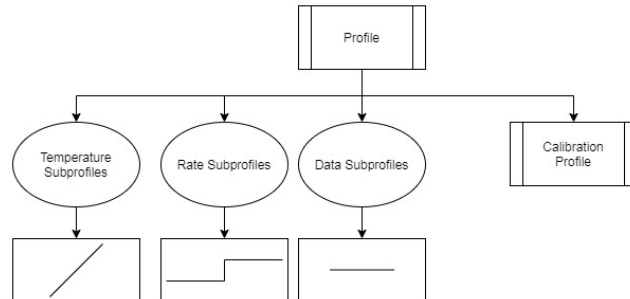 Profile
Temperature
Subprofiles
Rate Subprofiles
Data Subprofiles
Calibration
Profile